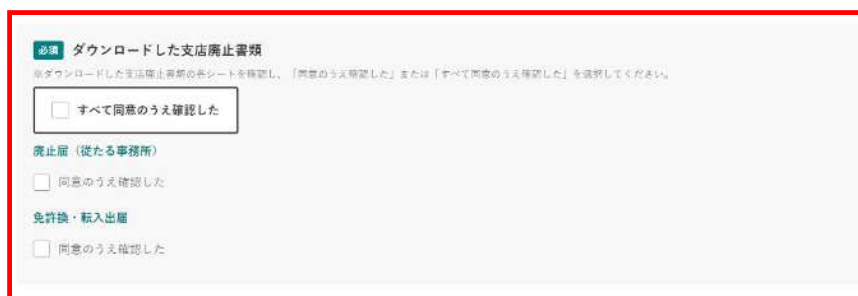 必須 ダウンロードした支店廃止書類
※ダウンロードした支店廃止書類の各シートを確認し、「同意のうえ確認した」または「すべて同意のうえ確認した」を選択してください。
すべて同意のうえ確認した
廃止届（従たる事務所）
同意のうえ確認した
免許換・転入出届
同意のうえ確認した